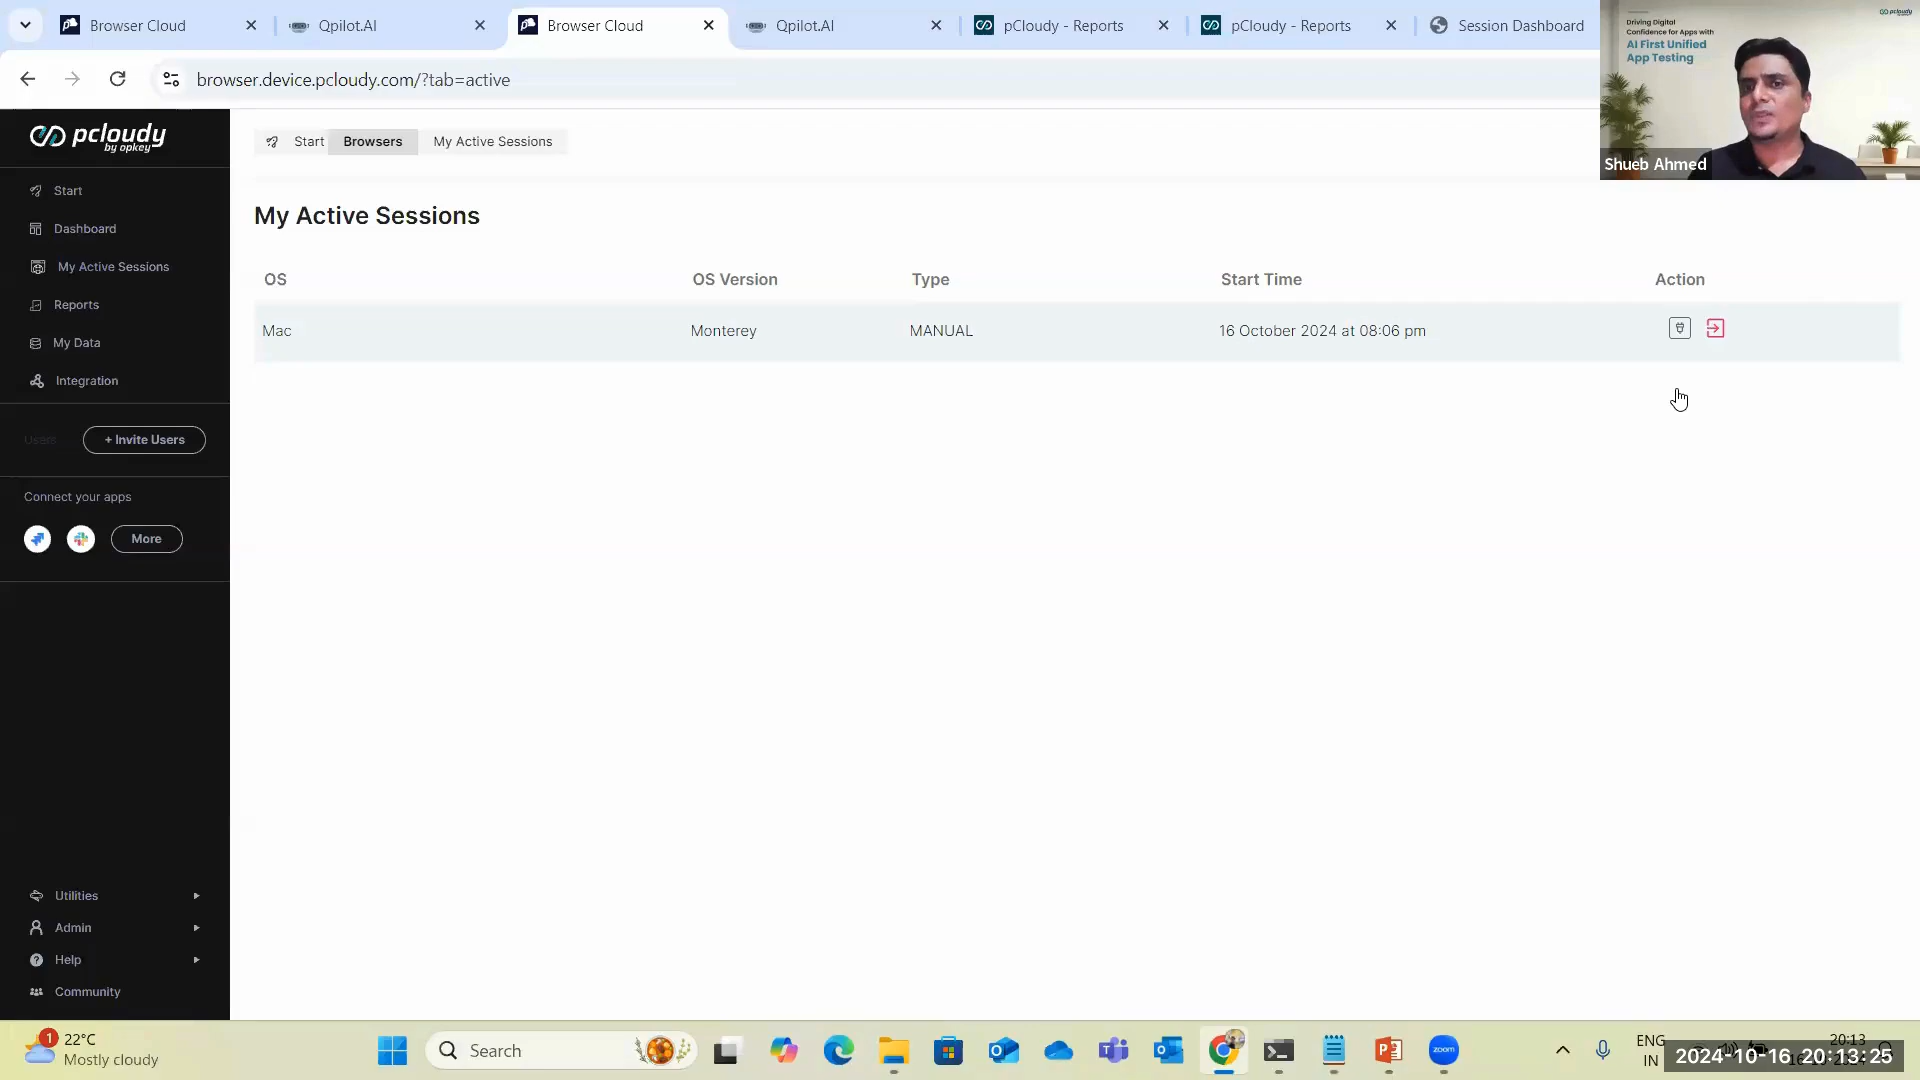 Browser Cloud
Qpilot.AI
Browser Cloud
Qpilot.AI
pCloudy - Reports
pCloudy - Reports
Session Dashboard
browser.device.pcloudy.com/?tab=active
pcloudy
Driving Digital
Confidence for Apps with
AI First Unified
App Testing
Shueb Ahmed
pcloudy
by opkey
Start
Dashboard
My Active Sessions
Reports
My Data
Integration
Users
+ Invite Users
Connect your apps
More
Utilities
Admin
Help
Community
Start
Browsers
My Active Sessions
My Active Sessions
OS
OS Version
Type
Start Time
Action
Mac
Monterey
MANUAL
16 October 2024 at 08:06 pm
1
22°C
Mostly cloudy
Search
zoom
ENG
IN
20:13
2024-10-16 20:13:25